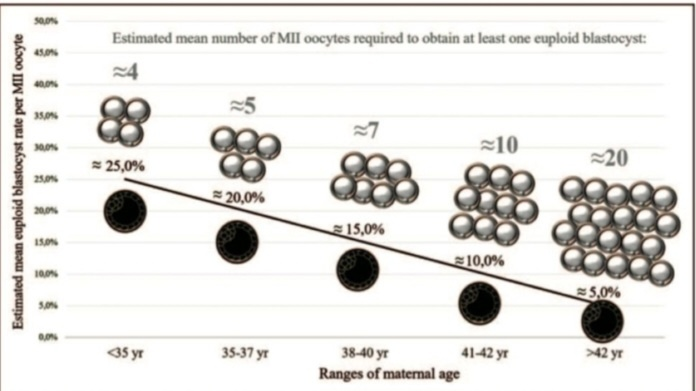 Estimated mean number of MII oocytes required to obtain at least one euploid blastocyst:
Estimated mean euploid blastocyst rate per MII oocyte
50,0%
45,0%
40,0%
35,0%
30,0%
25,0%
20,0%
15,0%
10,0%
5,0%
0,0%
≈4
≈5
≈7
≈10
≈20
≈ 25,0%
≈ 20,0%
≈ 15,0%
≈ 10,0%
≈ 5,0%
<35 yr
35-37 yr
38-40 yr
41-42 yr
>42 yr
Ranges of maternal age